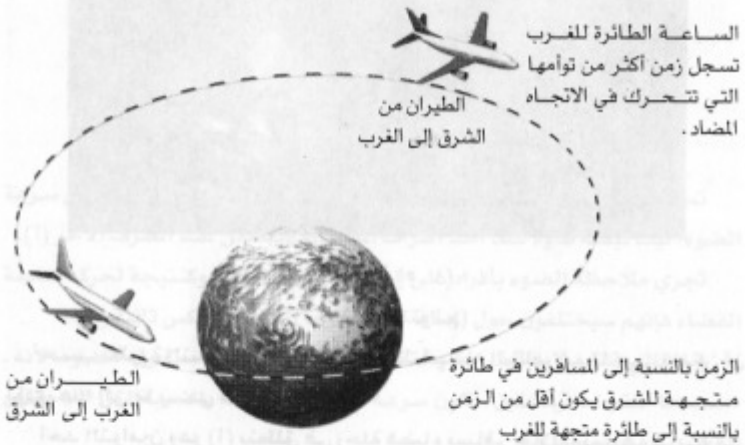 الساعة الطائرة للغرب
تسجل زمن أكثر من توأمها
التي تتحرك في الاتجاه
المضاد.
الطيران من
الشرق إلى الغرب
الزمن بالنسبة إلى المسافرين في طائرة
متجهة للشرق يكون أقل من الزمن
بالنسبة إلى طائرة متجهة للغرب
الطيران من
الغرب إلى الشرق